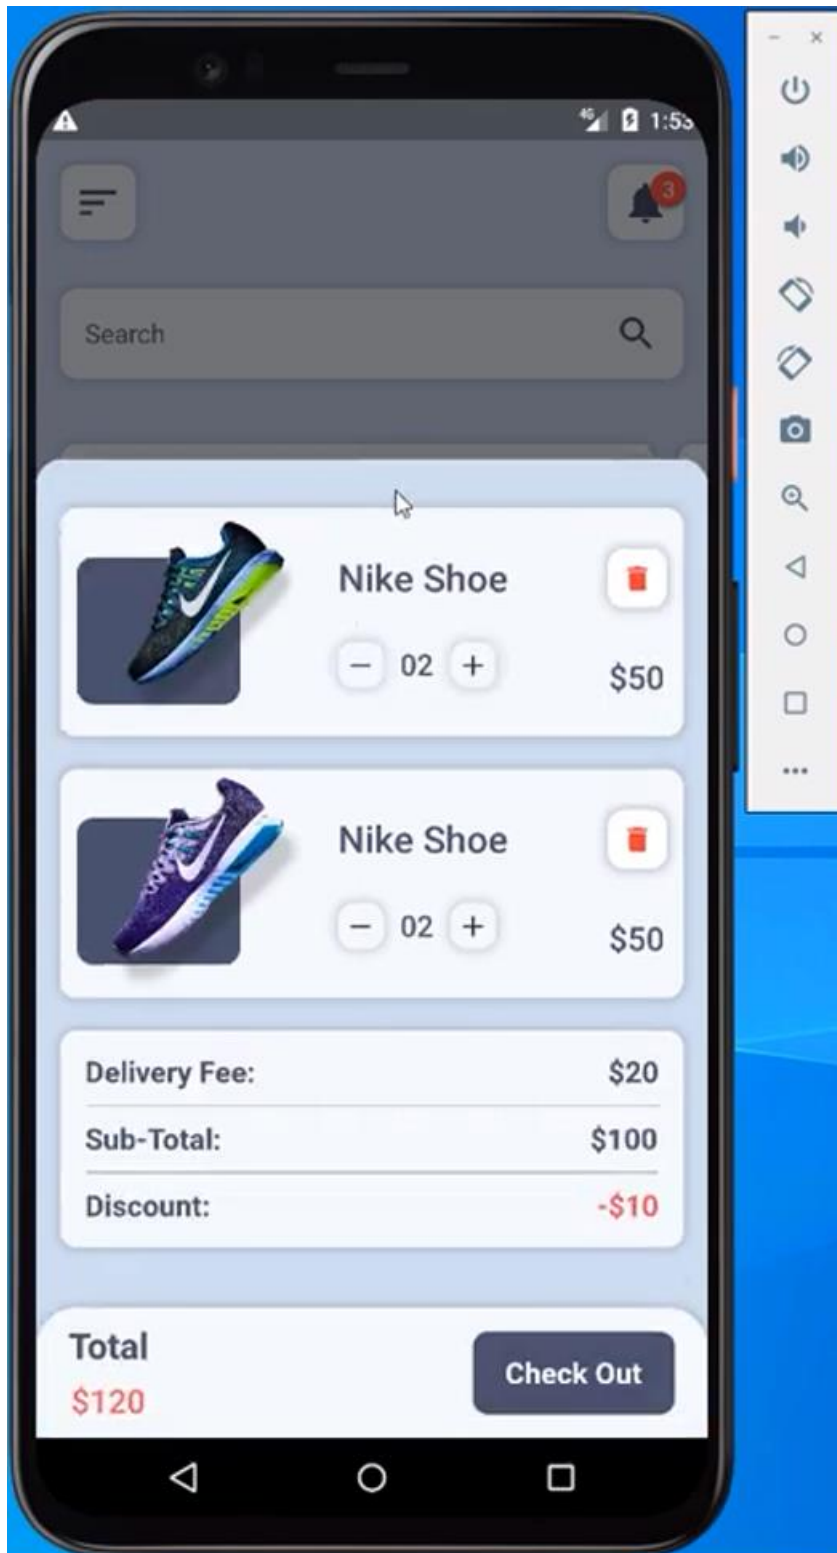 4G 1:53
3
Search
Nike Shoe
02
$50
Nike Shoe
02
$50
Delivery Fee: $20
Sub-Total: $100
Discount: -$10
Total
$120
Check Out